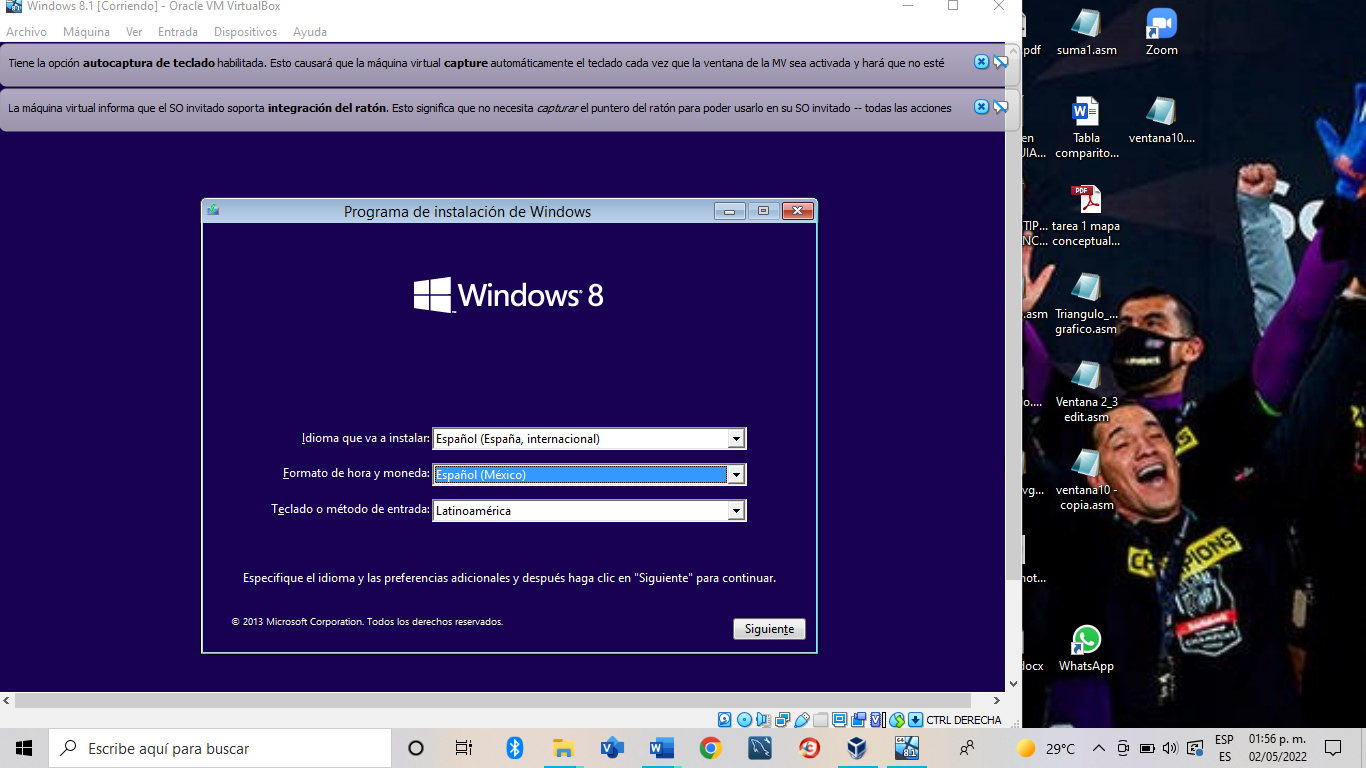 Windows 8.1 [Corriendo] - Oracle VM VirtualBox
Archivo Máquina Ver Entrada Dispositivos Ayuda
Tiene la opción autocaptura de teclado habilitada. Esto causará que la máquina virtual capture automáticamente el teclado cada vez que la ventana de la MV sea activada y hará que no esté
La máquina virtual informa que el SO invitado soporta integración del ratón. Esto significa que no necesita capturar el puntero del ratón para poder usarlo en su SO invitado -- todas las acciones
Programa de instalación de Windows
Windows 8
Idioma que va a instalar: Español (España, internacional)
Formato de hora y moneda: Español (México)
Teclado o método de entrada: Latinoamérica
Especifique el idioma y las preferencias adicionales y después haga clic en "Siguiente" para continuar.
© 2013 Microsoft Corporation. Todos los derechos reservados.
Siguiente
CTRL DERECHA
.pdf
suma1.asm
Zoom
en
UIA...
Tabla
comparito...
ventana10....
TIP...
NC...
PDF
tarea 1 mapa
conceptual...
.asm
Triangulo_...
grafico.asm
o....
Ventana 2_3
edit.asm
vg...
ventana10 -
copia.asm
not...
docx
WhatsApp
CHAMPIONS
CHAMPIONS
Escribe aquí para buscar
29°C
ESP
ES
01:56 p. m.
02/05/2022